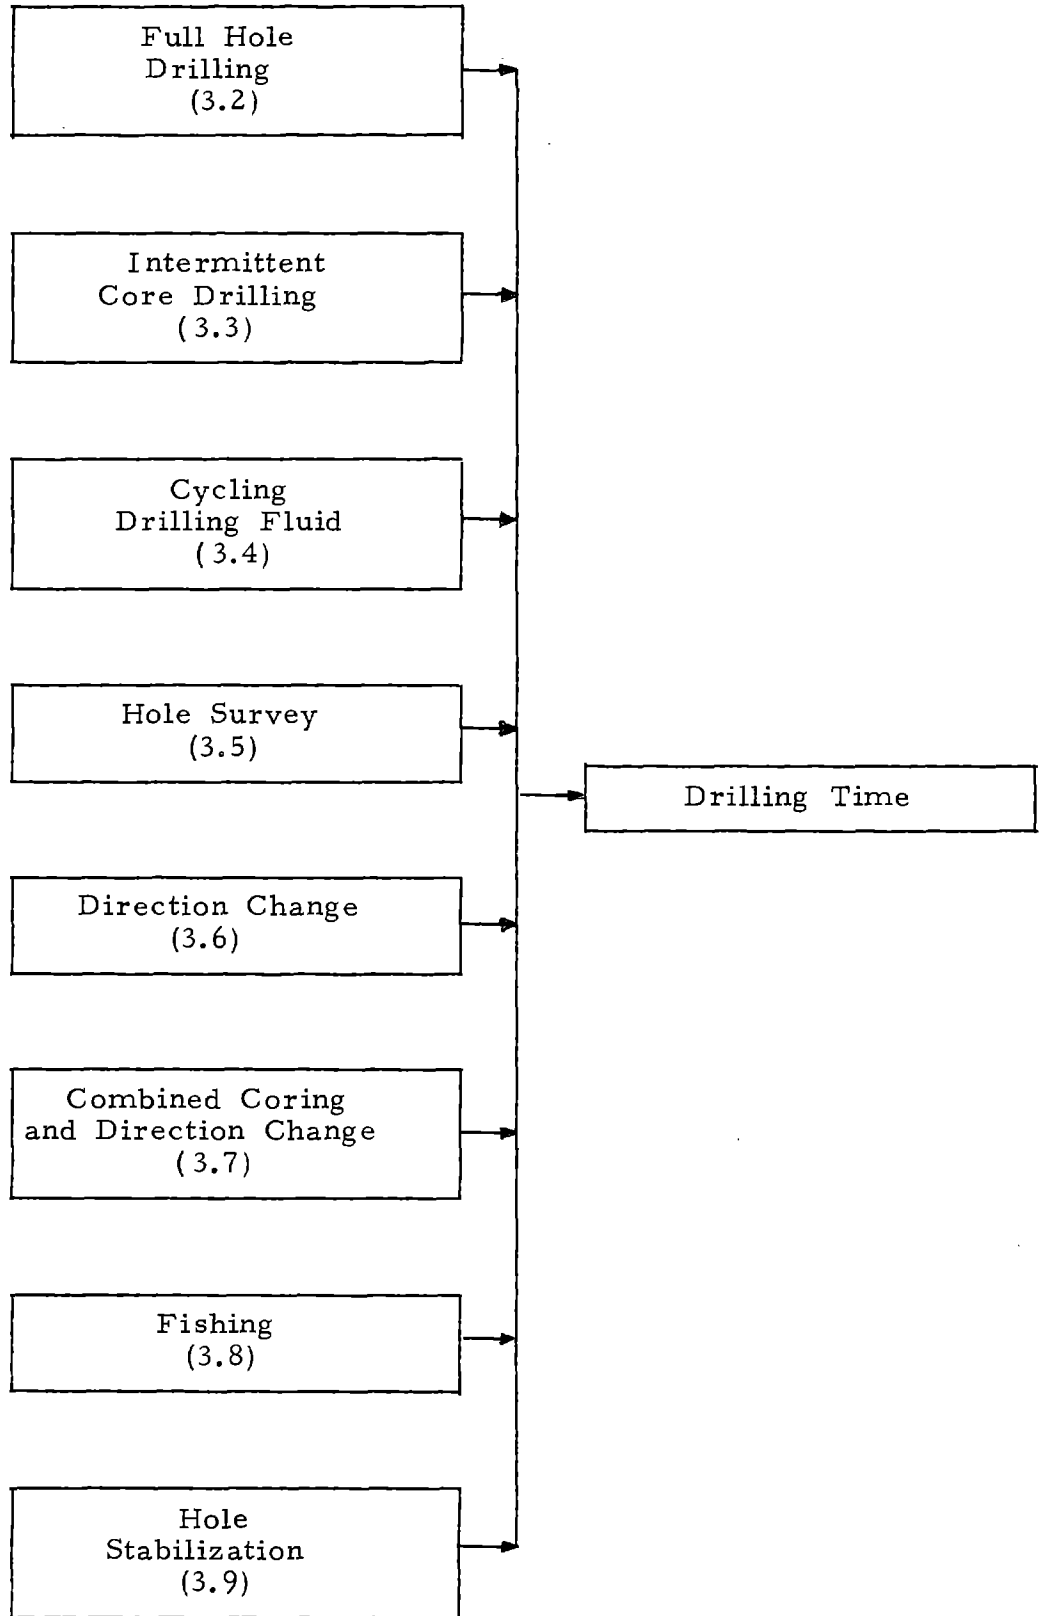 Full Hole
Drilling
(3.2)
Intermittent
Core Drilling
(3.3)
Cycling
Drilling Fluid
(3.4)
Hole Survey
(3.5)
Drilling Time
Direction Change
(3.6)
Combined Coring
and Direction Change
(3.7)
Fishing
(3.8)
Hole
Stabilization
(3.9)